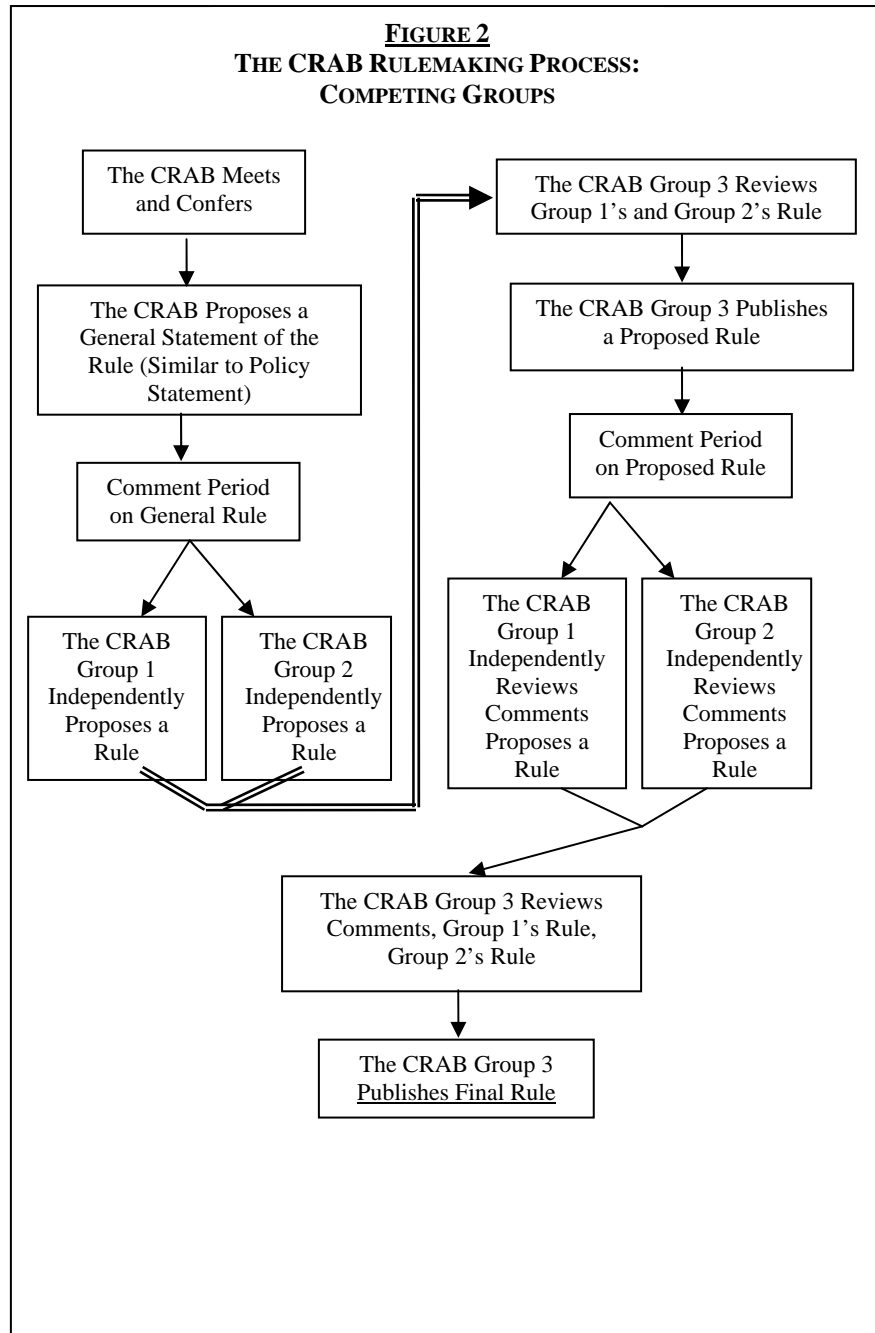 FIGURE 2
THE CRAB RULEMAKING PROCESS:
COMPETING GROUPS
The CRAB Meets
and Confers
The CRAB Proposes a
General Statement of the
Rule (Similar to Policy
Statement)
Comment Period
on General Rule
The CRAB
Group 1
Independently
Proposes a
Rule
The CRAB
Group 2
Independently
Proposes a
Rule
The CRAB Group 3 Reviews
Group 1's and Group 2's Rule
The CRAB Group 3 Publishes
a Proposed Rule
Comment Period
on Proposed Rule
The CRAB
Group 1
Independently
Reviews
Comments
Proposes a
Rule
The CRAB
Group 2
Independently
Reviews
Comments
Proposes a
Rule
The CRAB Group 3 Reviews
Comments, Group 1's Rule,
Group 2's Rule
The CRAB Group 3
Publishes Final Rule